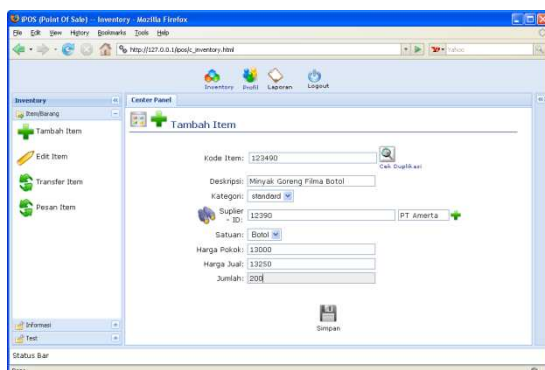 iPOS (Point Of Sale) -- Inventory - Mozilla Firefox
File Edit View History Bookmarks Tools Help
http://127.0.0.1/ipos/c_inventory.html
Yahoo
Inventory Profil Laporan Logout
Inventory
Center Panel
Item/Barang
Tambah Item
Tambah Item
Edit Item
Transfer Item
Pesan Item
Kode Item: 123490
Cek Duplikasi
Deskripsi: Minyak Goreng Filma Botol
Kategori: standard
Suplier - ID: 12390 PT Amerta
Satuan: Botol
Harga Pokok: 13000
Harga Jual: 13250
Jumlah: 200
Simpan
Informasi
Test
Status Bar
Done